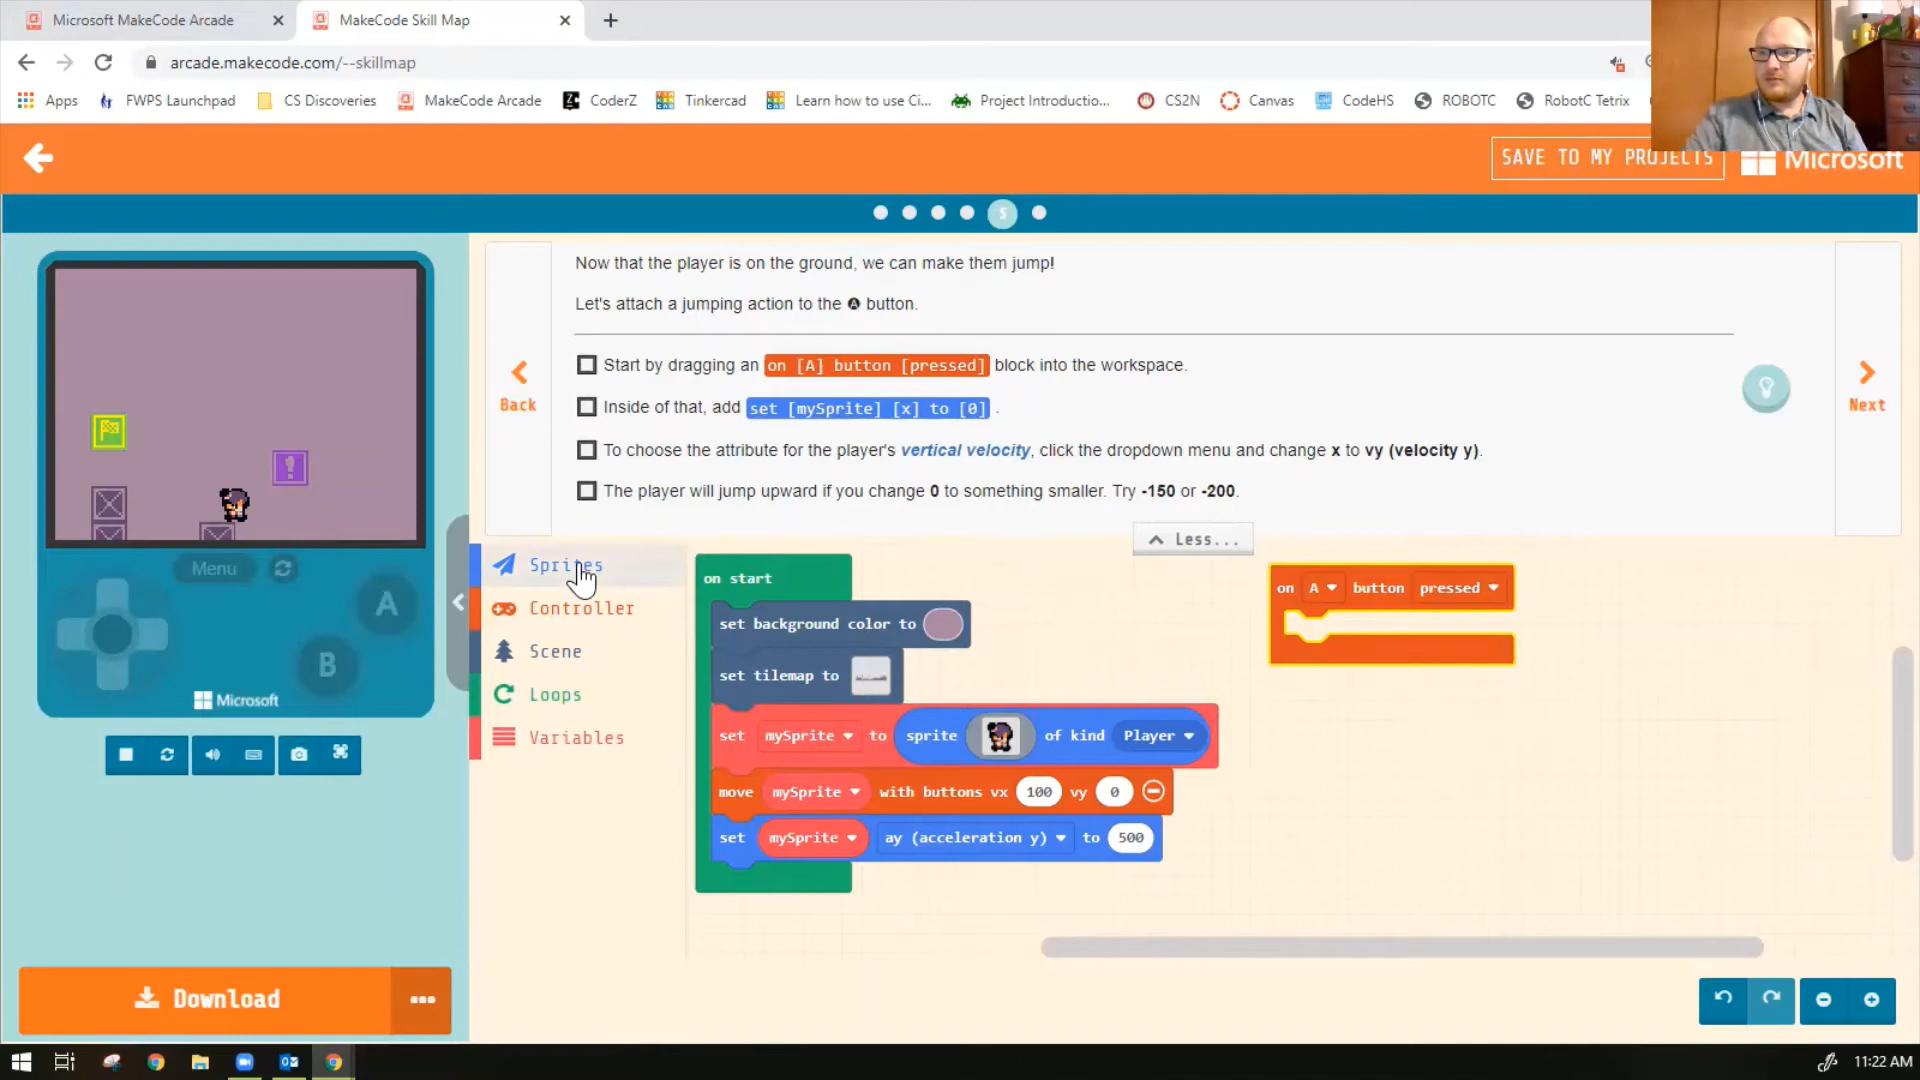 Microsoft MakeCode Arcade
MakeCode Skill Map
arcade.makecode.com/--skillmap
Apps
FWPS Launchpad
CS Discoveries
MakeCode Arcade
CoderZ
Tinkercad
Learn how to use Ci...
Project Introductio...
CS2N
Canvas
CodeHS
ROBOTC
RobotC Tetrix
SAVE TO MY PROJECTS
Microsoft
5
Now that the player is on the ground, we can make them jump!
Let's attach a jumping action to the A button.
Start by dragging an on [A] button [pressed] block into the workspace.
Inside of that, add set [mySprite] [x] to [0] .
To choose the attribute for the player's vertical velocity, click the dropdown menu and change x to vy (velocity y).
The player will jump upward if you change 0 to something smaller. Try -150 or -200.
Back
Next
Less...
Menu
A
B
Microsoft
Sprites
Controller
Scene
Loops
Variables
on start
set background color to
set tilemap to
set mySprite to sprite of kind Player
move mySprite with buttons vx 100 vy 0
set mySprite ay (acceleration y) to 500
on A button pressed
Download
11:22 AM